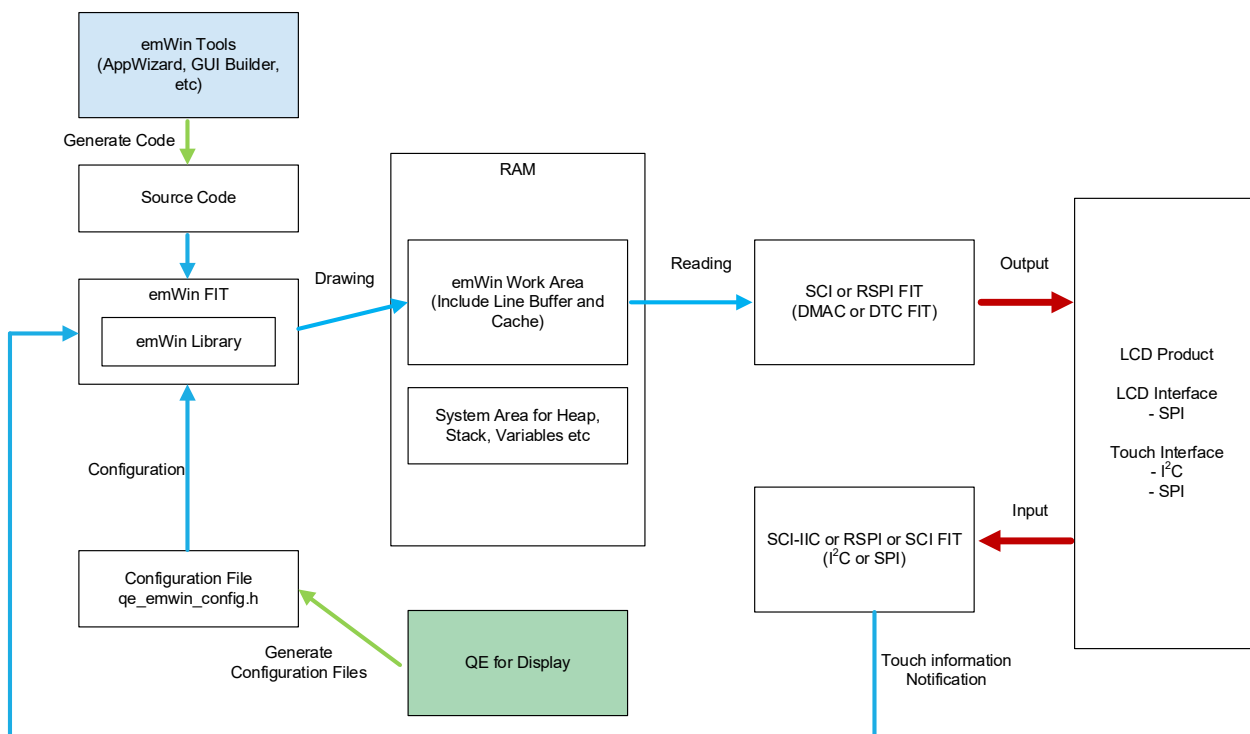 emWin Tools
(AppWizard, GUI Builder,
etc)
Generate Code
Source Code
emWin FIT
emWin Library
Drawing
RAM
emWin Work Area
(Include Line Buffer and
Cache)
System Area for Heap,
Stack, Variables etc
Reading
SCI or RSPI FIT
(DMAC or DTC FIT)
Output
LCD Product
LCD Interface
- SPI
Touch Interface
- I²C
- SPI
Input
SCI-IIC or RSPI or SCI FIT
(I²C or SPI)
Touch information
Notification
Configuration
Configuration File
qe_emwin_config.h
Generate
Configuration Files
QE for Display